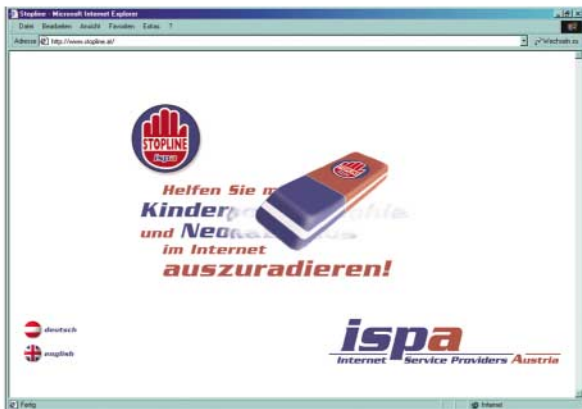 Stopline - Microsoft Internet Explorer
Datei Bearbeiten Ansicht Favoriten Extras ?
Adresse http://www.stopline.at/ Wechseln zu
STOPLINE
ispa
Helfen Sie
Kinder
und
im Internet
auszuradieren!
deutsch
english
ispa
Internet Service Providers Austria
Fertig Internet